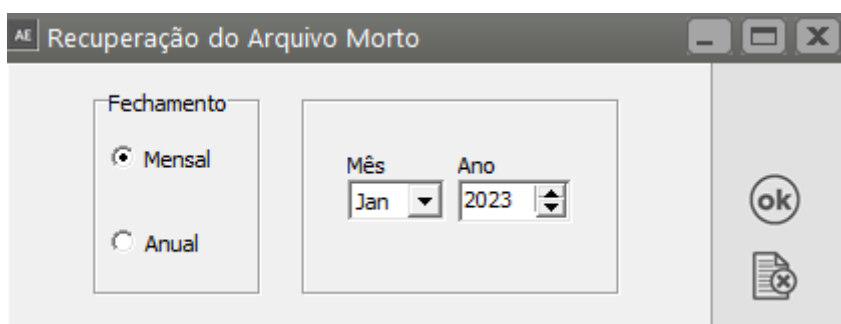 AE Recuperação do Arquivo Morto
Fechamento
Mensal
Mês Ano
Jan 2023
ok
Anual